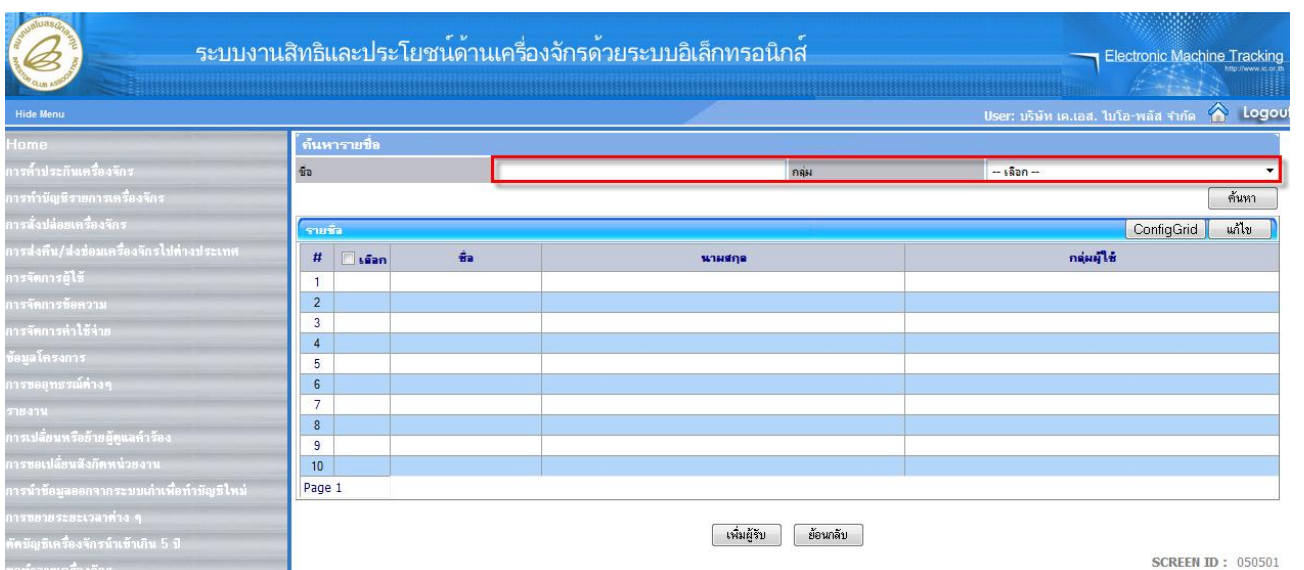 ระบบงานสิทธิและประโยชน์ด้านเครื่องจักรด้วยระบบอิเล็กทรอนิกส์
Electronic Machine Tracking
http://www.ic.or.th
Hide Menu
User: บริษัท เค.เอส. ไบโอ-พลัส จำกัด Logout
Home
การค้ำประกันเครื่องจักร
การทำบัญชีรายการเครื่องจักร
การสั่งปล่อยเครื่องจักร
การส่งคืน/ส่งซ่อมเครื่องจักรไปต่างประเทศ
การจัดการผู้ใช้
การจัดการข้อความ
การจัดการค่าใช้จ่าย
ข้อมูลโครงการ
การขออุทธรณ์ต่างๆ
รายงาน
การเปลี่ยนหรือย้ายผู้ดูแลคำร้อง
การขอเปลี่ยนสังกัดหน่วยงาน
การนำข้อมูลออกจากระบบเก่าเพื่อทำบัญชีใหม่
การขยายระยะเวลาต่าง ๆ
ตัดบัญชีเครื่องจักรนำเข้าเกิน 5 ปี
ค้นหารายชื่อ
ชื่อ กลุ่ม -- เลือก --
ค้นหา
รายชื่อ ConfigGrid แก้ไข
# เลือก ชื่อ นามสกุล กลุ่มผู้ใช้
1
2
3
4
5
6
7
8
9
10
Page 1
เพิ่มผู้รับ ย้อนกลับ
SCREEN ID : 050501